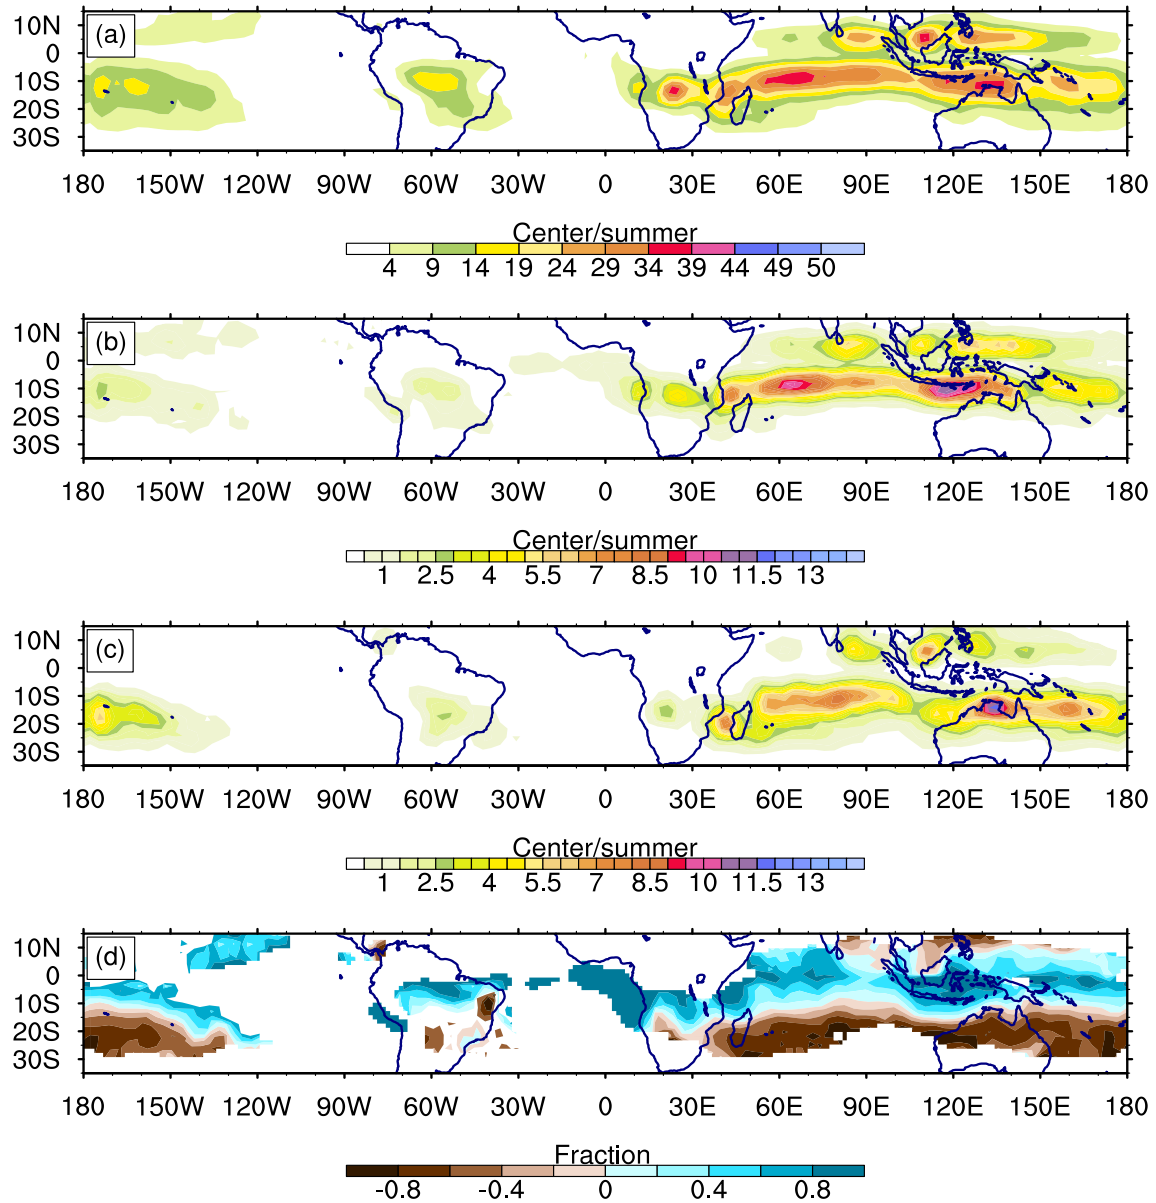 (a)
10N
0
10S
20S
30S
180 150W 120W 90W 60W 30W 0 30E 60E 90E 120E 150E 180
Center/summer
4 9 14 19 24 29 34 39 44 49 50
(b)
10N
0
10S
20S
30S
180 150W 120W 90W 60W 30W 0 30E 60E 90E 120E 150E 180
Center/summer
1 2.5 4 5.5 7 8.5 10 11.5 13
(c)
10N
0
10S
20S
30S
180 150W 120W 90W 60W 30W 0 30E 60E 90E 120E 150E 180
Center/summer
1 2.5 4 5.5 7 8.5 10 11.5 13
(d)
10N
0
10S
20S
30S
180 150W 120W 90W 60W 30W 0 30E 60E 90E 120E 150E 180
Fraction
-0.8 -0.4 0 0.4 0.8